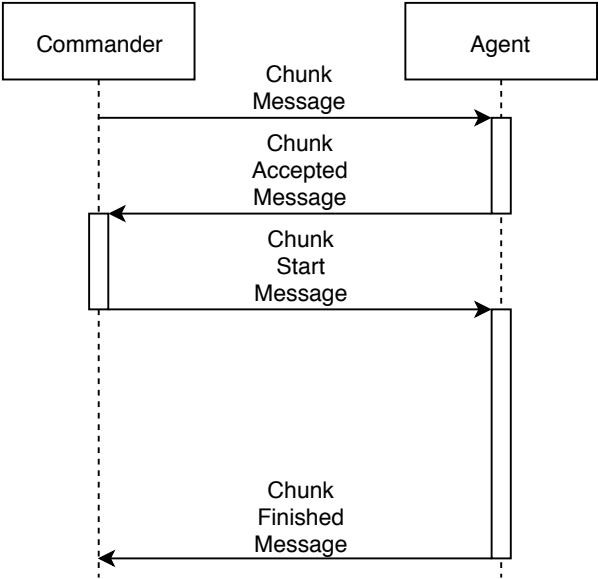 Commander
Agent
Chunk
Message
Chunk
Accepted
Message
Chunk
Start
Message
Chunk
Finished
Message